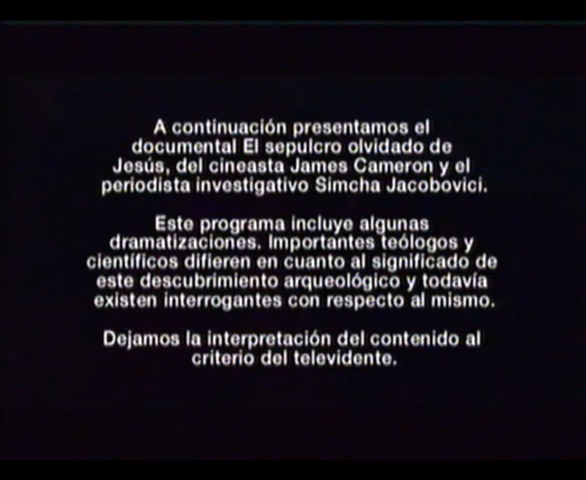 A continuación presentamos el
documental El sepulcro olvidado de
Jesús, del cineasta James Cameron y el
periodista investigativo Simcha Jacobovici.
Este programa incluye algunas
dramatizaciones. Importantes teólogos y
científicos difieren en cuanto al significado de
este descubrimiento arqueológico y todavía
existen interrogantes con respecto al mismo.
Dejamos la interpretación del contenido al
criterio del televidente.